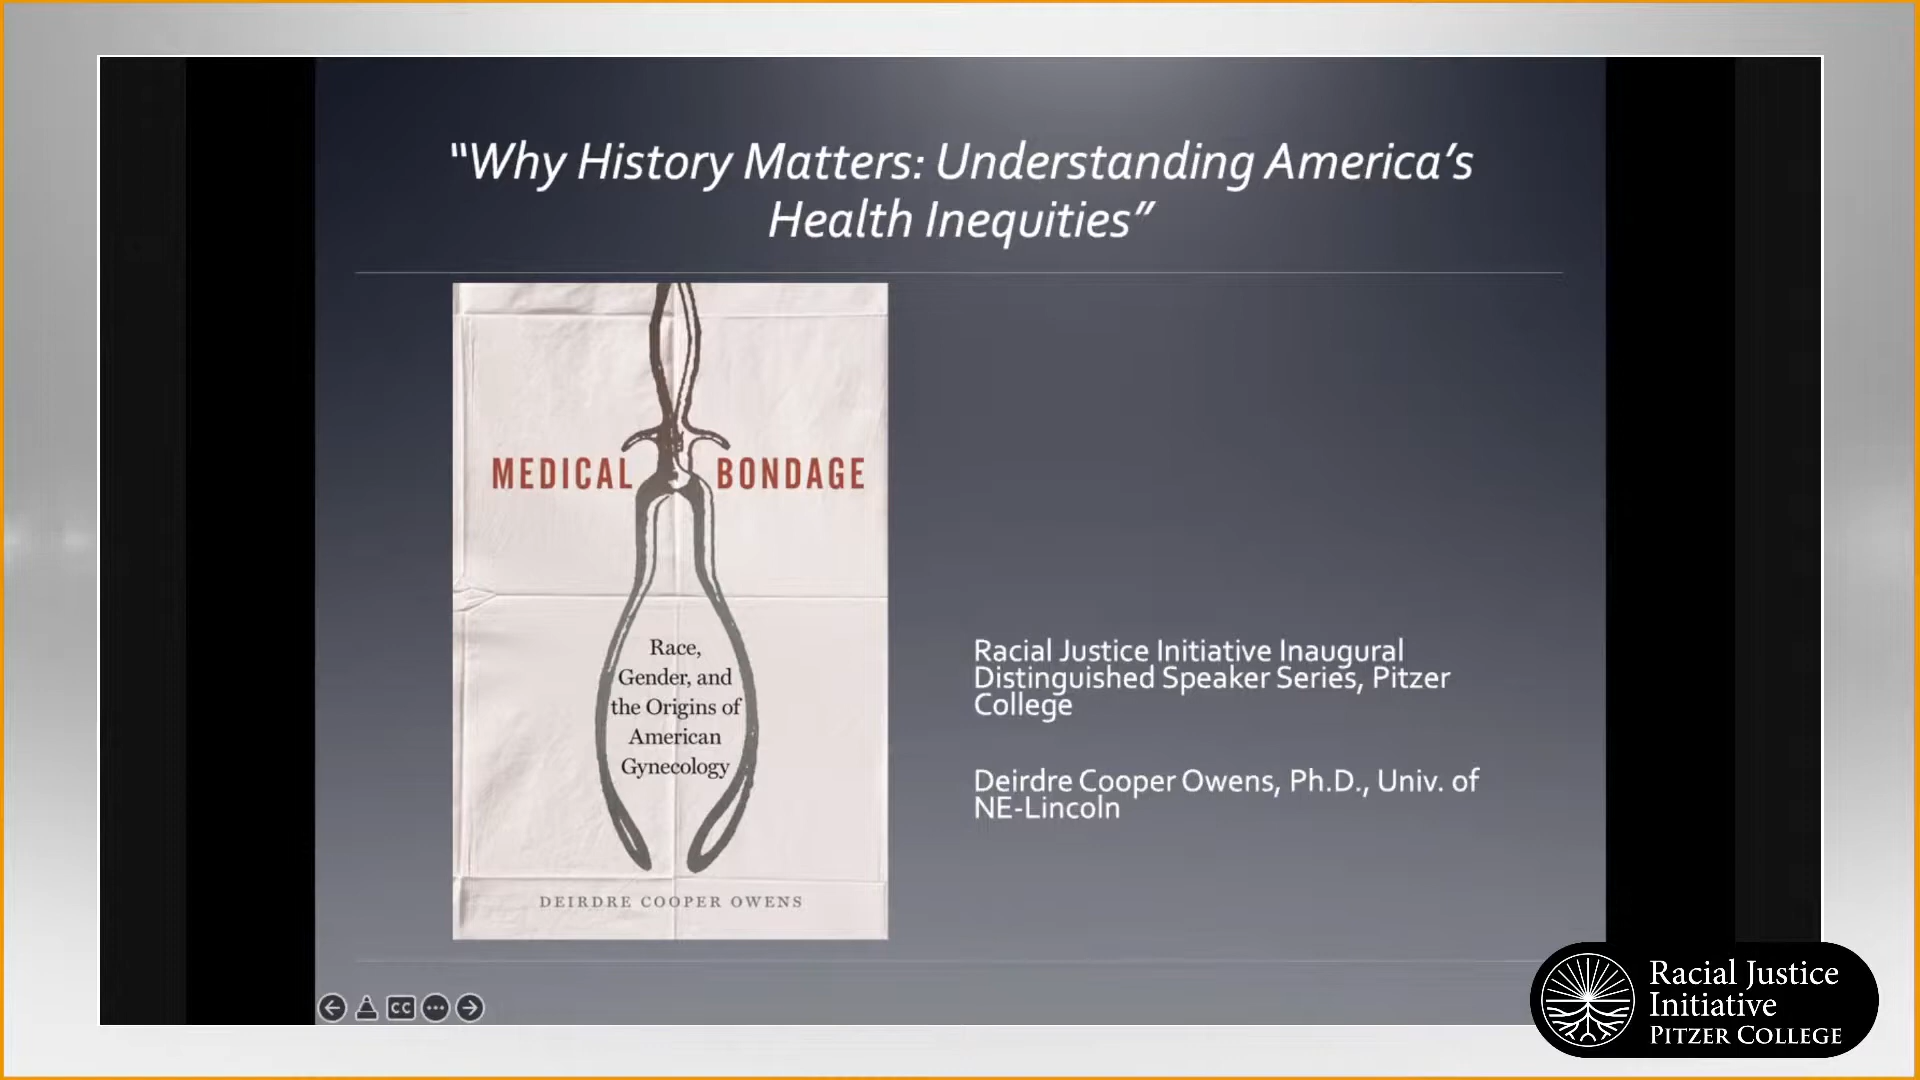 “Why History Matters: Understanding America’s
Health Inequities”
MEDICAL BONDAGE
Race,
Gender, and
the Origins of
American
Gynecology
DEIRDRE COOPER OWENS
Racial Justice Initiative Inaugural
Distinguished Speaker Series, Pitzer
College
Deirdre Cooper Owens, Ph.D., Univ. of
NE-Lincoln
CC
Racial Justice
Initiative
PITZER COLLEGE